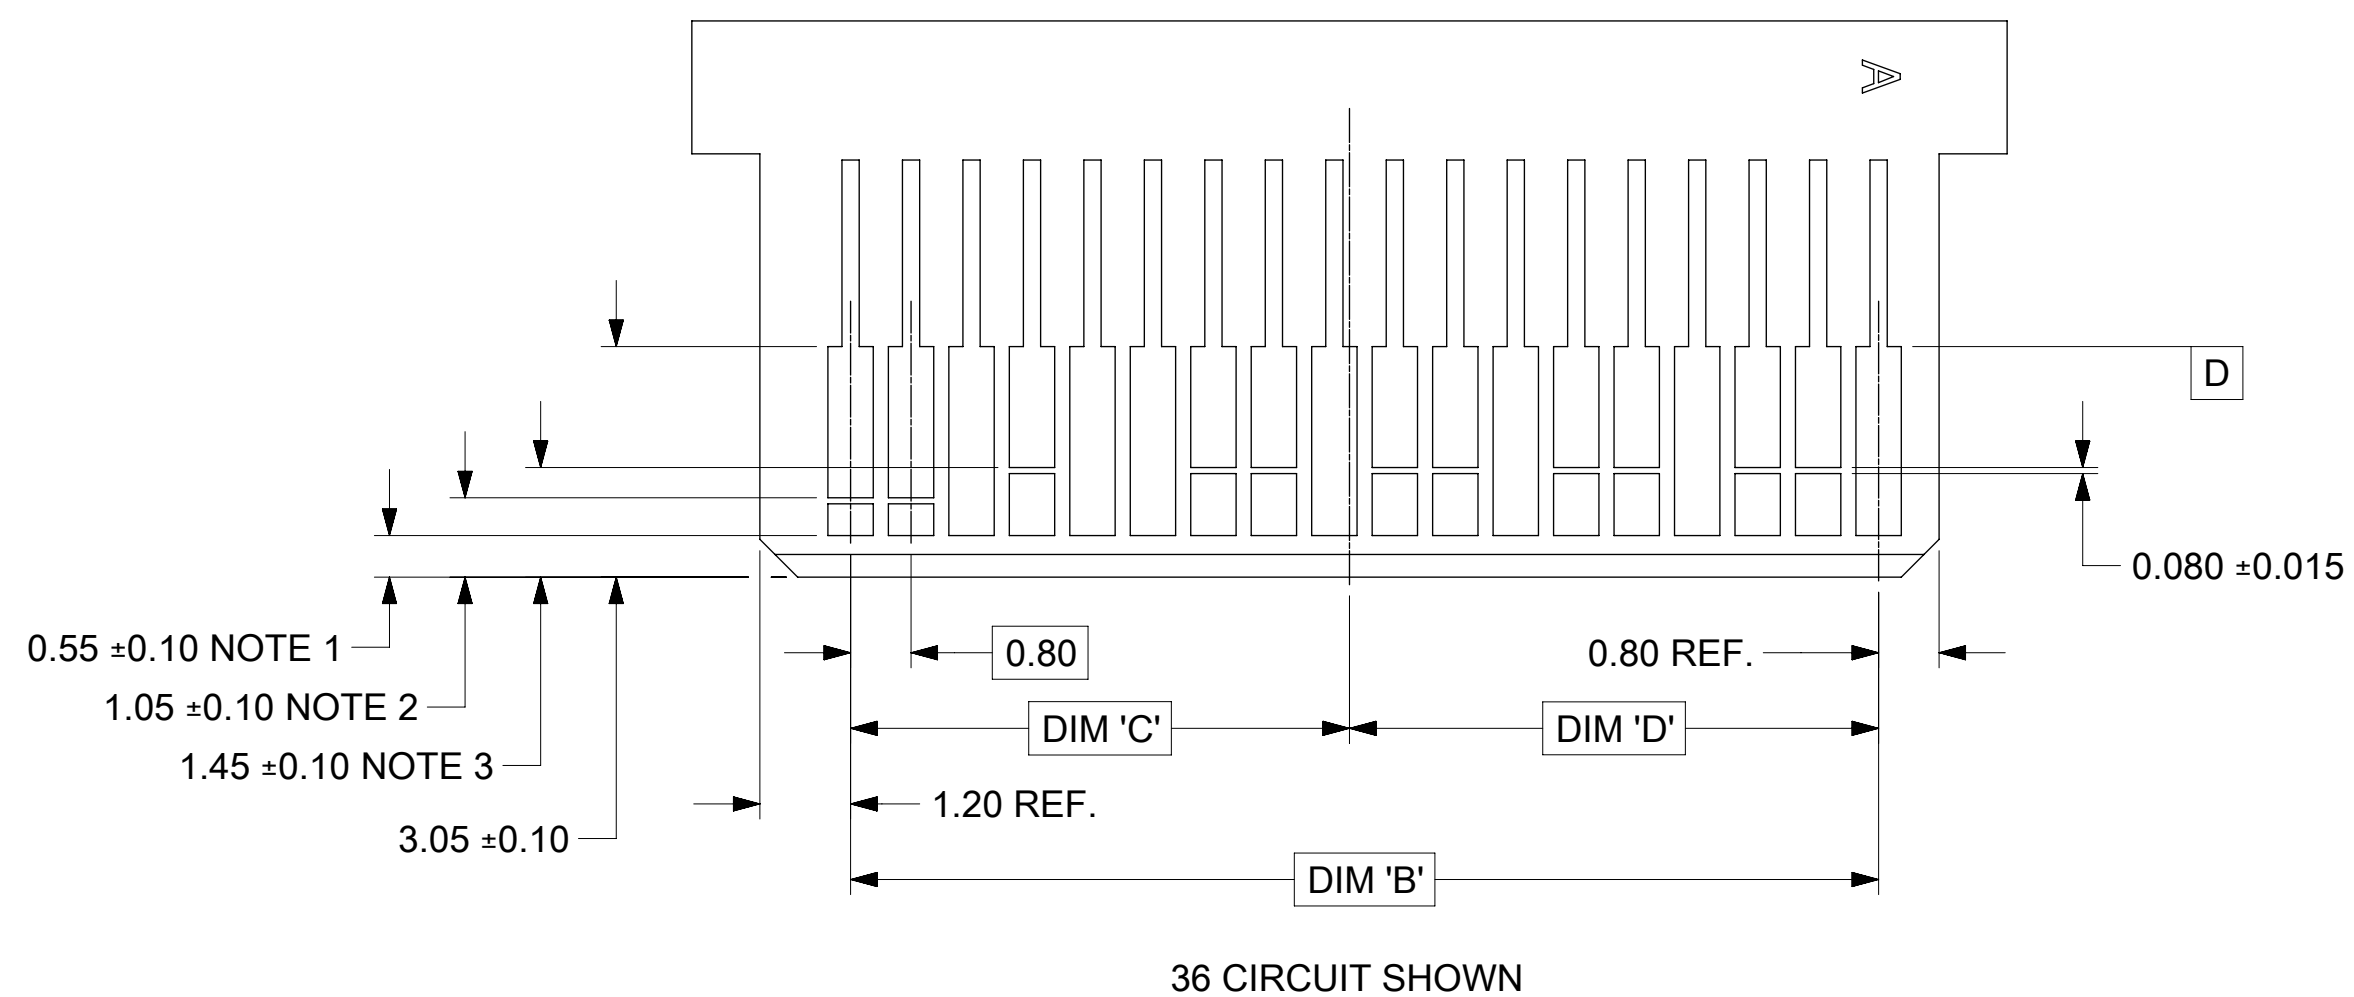 A
D
0.080 ±0.015
0.55 ±0.10 NOTE 1
0.80
0.80 REF.
1.05 ±0.10 NOTE 2
DIM 'C'
DIM 'D'
1.45 ±0.10 NOTE 3
1.20 REF.
3.05 ±0.10
DIM 'B'
36 CIRCUIT SHOWN